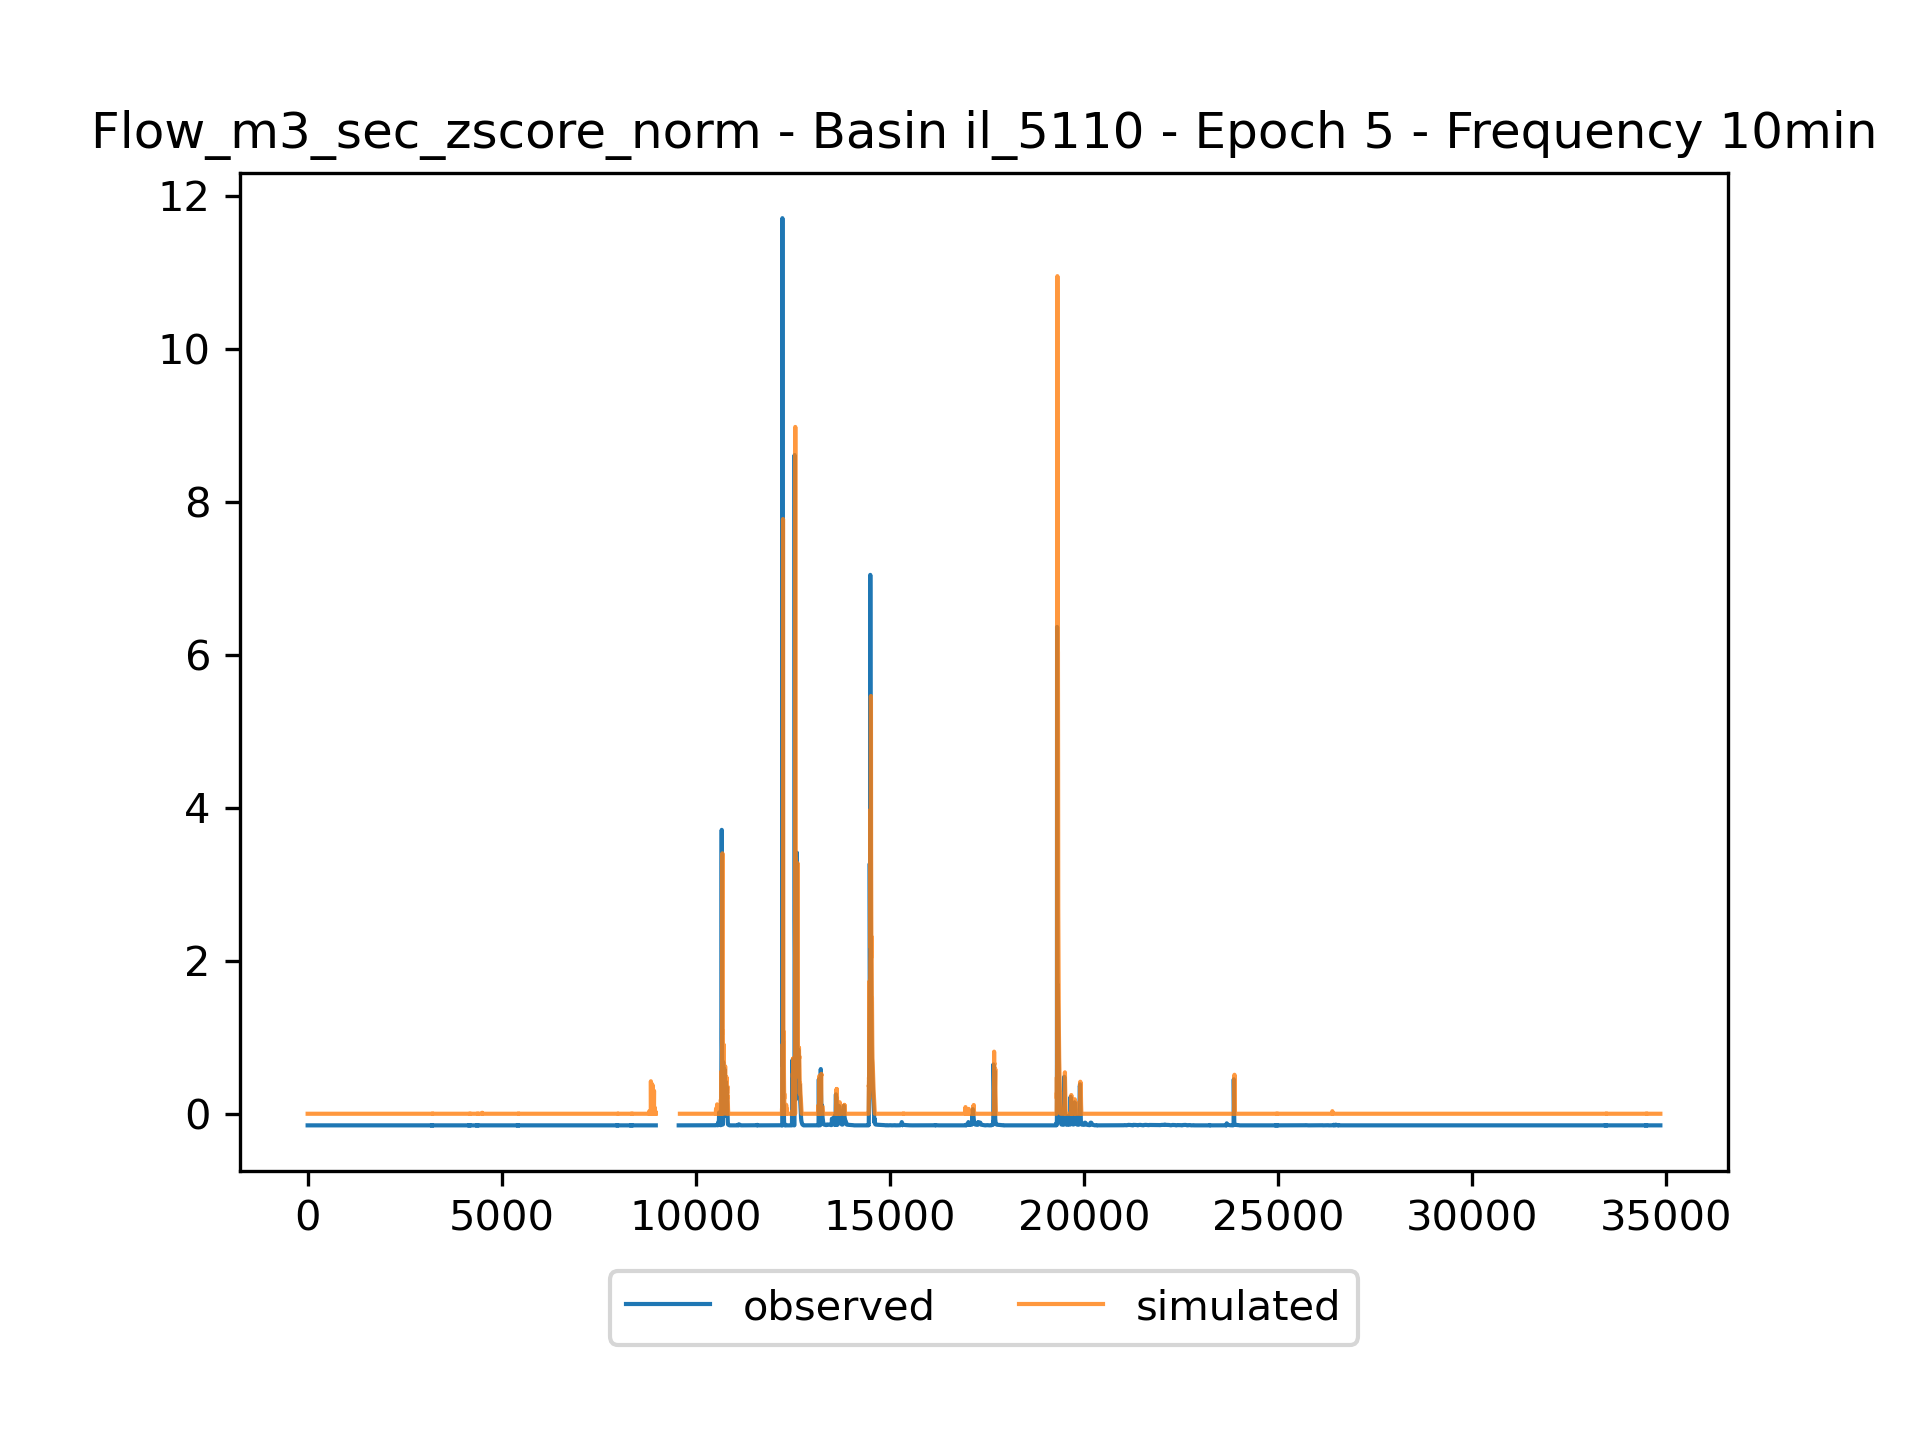 Flow_m3_sec_zscore_norm - Basin il_5110 - Epoch 5 - Frequency 10min
12
10
8
6
4
2
0
0 5000 10000 15000 20000 25000 30000 35000
observed simulated